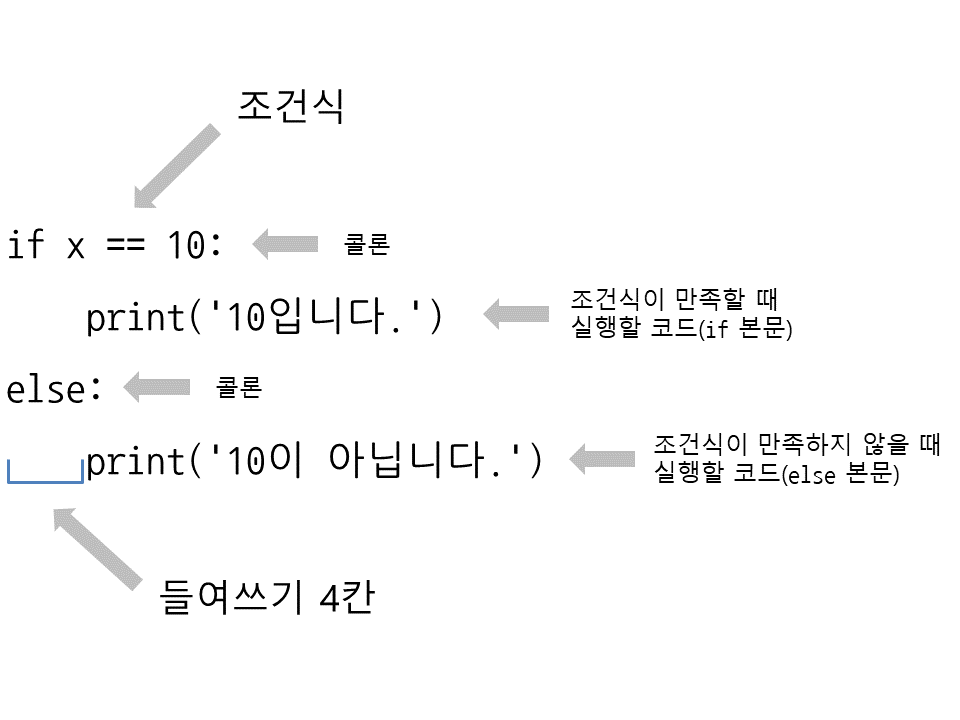 조건식
if x == 10:
콜론
print('10입니다.')
조건식이 만족할 때
실행할 코드(if 본문)
else:
콜론
print('10이 아닙니다.')
조건식이 만족하지 않을 때
실행할 코드(else 본문)
들여쓰기 4칸